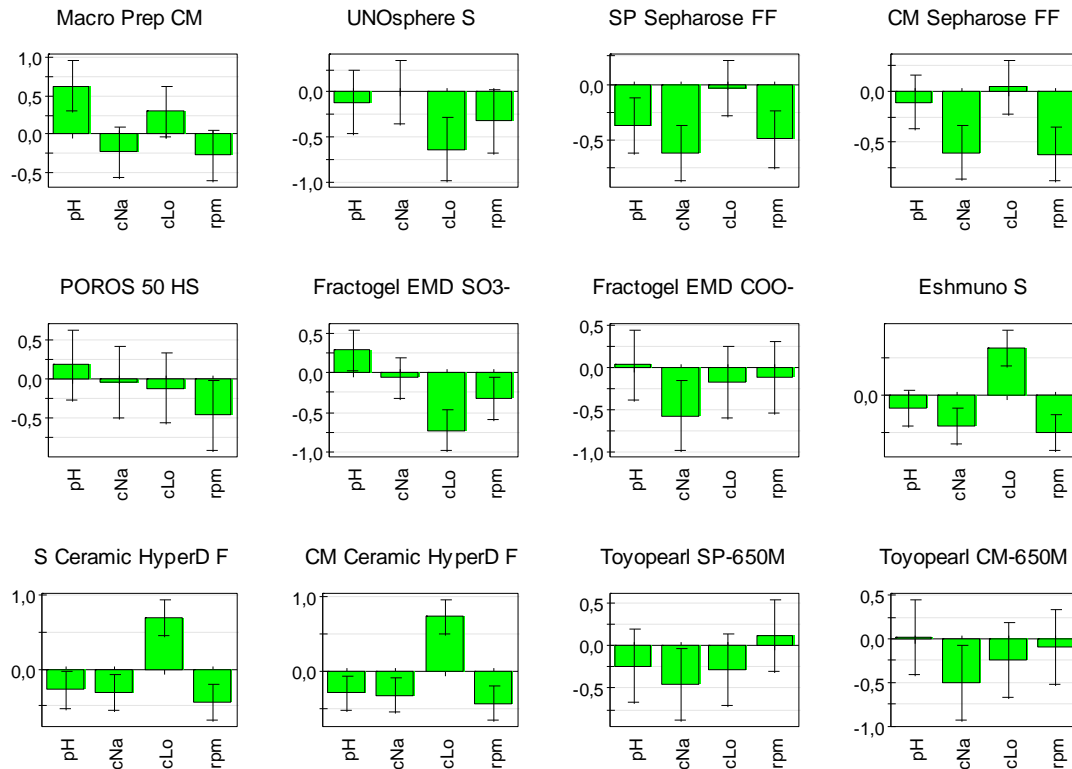 Macro Prep CM
1,0
0,5
0,0
-0,5
pH
cNa
cLo
rpm
UNOsphere S
0,0
-0,5
-1,0
pH
cNa
cLo
rpm
SP Sepharose FF
0,0
-0,5
pH
cNa
cLo
rpm
CM Sepharose FF
0,0
-0,5
pH
cNa
cLo
rpm
POROS 50 HS
0,5
0,0
-0,5
pH
cNa
cLo
rpm
Fractogel EMD SO3-
0,5
0,0
-0,5
-1,0
pH
cNa
cLo
rpm
Fractogel EMD COO-
0,5
0,0
-0,5
-1,0
pH
cNa
cLo
rpm
Eshmuno S
0,0
pH
cNa
cLo
rpm
S Ceramic HyperD F
1,0
0,0
pH
cNa
cLo
rpm
CM Ceramic HyperD F
1,0
0,0
pH
cNa
cLo
rpm
Toyopearl SP-650M
0,5
0,0
-0,5
pH
cNa
cLo
rpm
Toyopearl CM-650M
0,5
0,0
-0,5
-1,0
pH
cNa
cLo
rpm